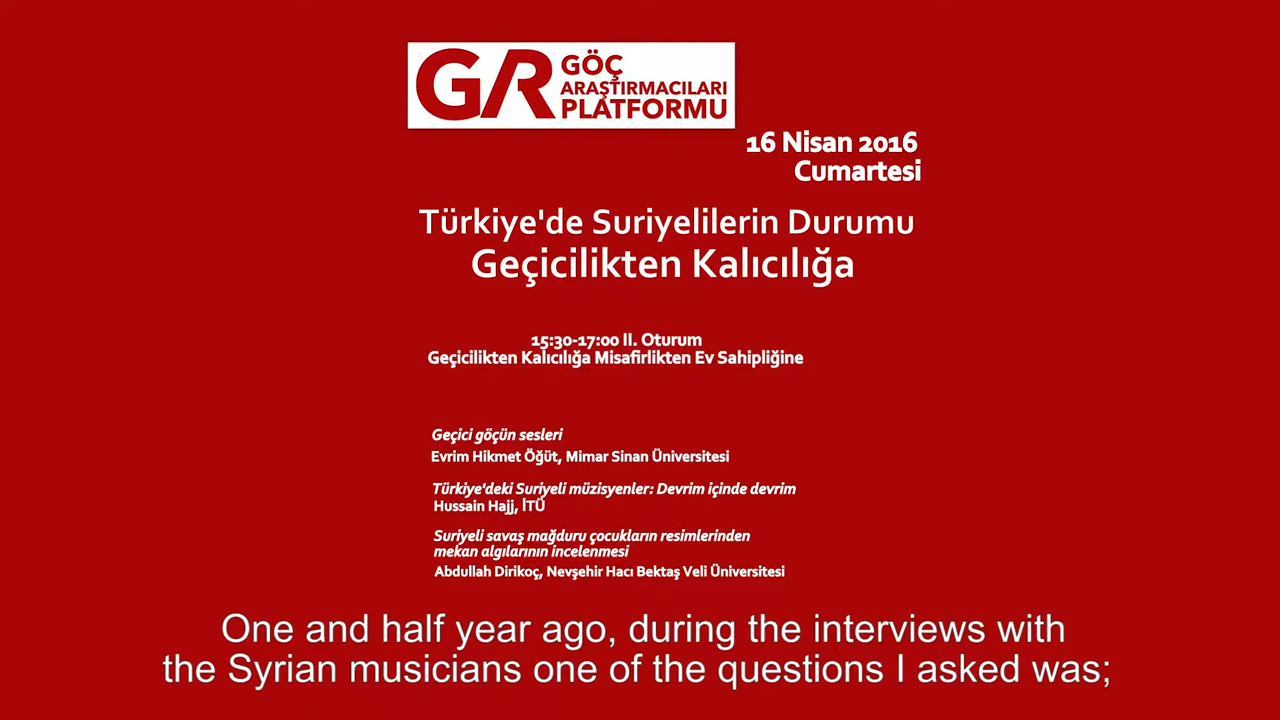 GAR
GÖÇ
ARAŞTIRMACILARI
PLATFORMU
16 Nisan 2016
Cumartesi
Türkiye'de Suriyelilerin Durumu
Geçicilikten Kalıcılığa
15:30-17:00 II. Oturum
Geçicilikten Kalıcılığa Misafirlikten Ev Sahipliğine
Geçici göçün sesleri
Evrim Hikmet Öğüt, Mimar Sinan Üniversitesi
Türkiye'deki Suriyeli müzisyenler: Devrim içinde devrim
Hussain Hajj, İTÜ
Suriyeli savaş mağduru çocukların resimlerinden
mekan algılarının incelenmesi
Abdullah Dirikoç, Nevşehir Hacı Bektaş Veli Üniversitesi
One and half year ago, during the interviews with
the Syrian musicians one of the questions I asked was;